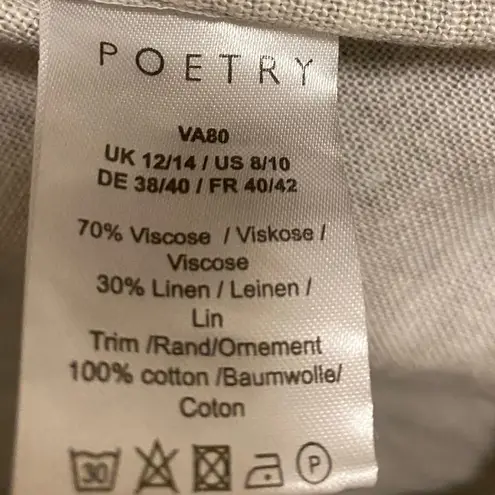 POETRY
VA80
UK 12/14 / US 8/10
DE 38/40 / FR 40/42
70% Viscose / Viskose /
Viscose
30% Linen / Leinen /
Lin
Trim /Rand/Ornement
100% cotton /Baumwolle/
Coton
30 P